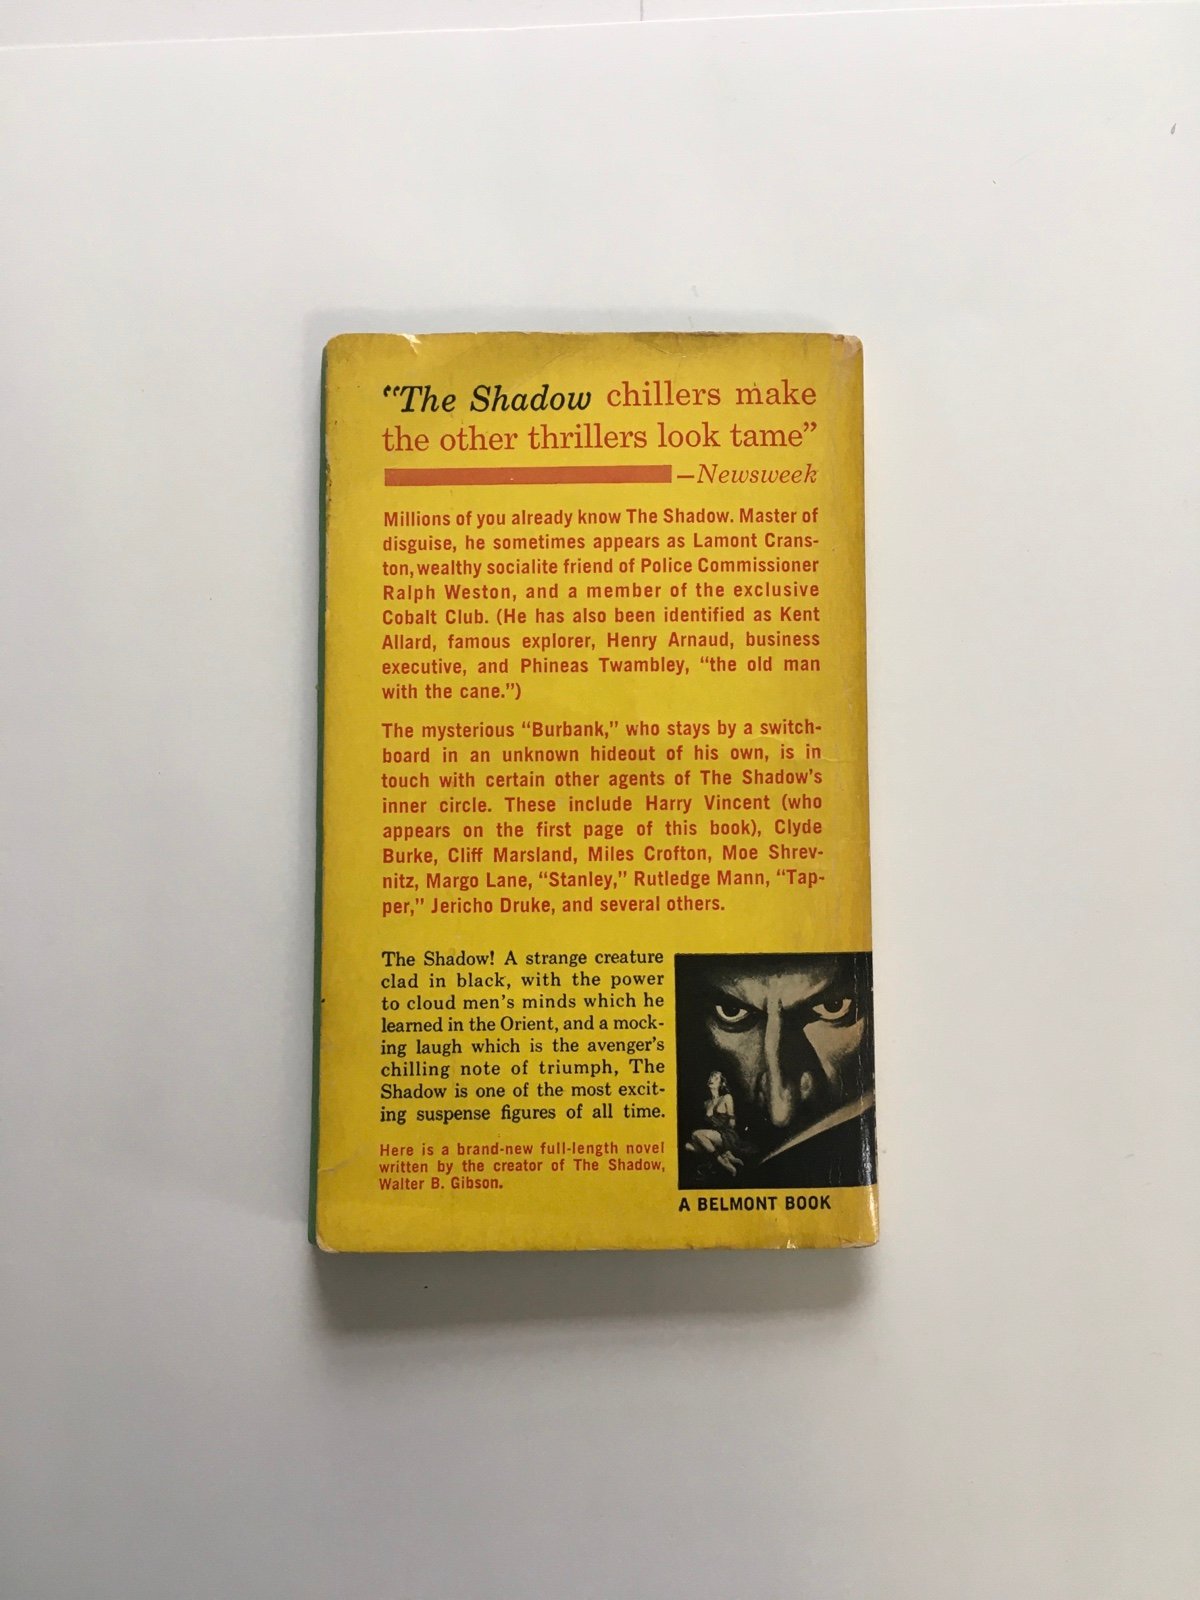 “The Shadow chillers make
the other thrillers look tame”
—Newsweek
Millions of you already know The Shadow. Master of
disguise, he sometimes appears as Lamont Crans-
ton, wealthy socialite friend of Police Commissioner
Ralph Weston, and a member of the exclusive
Cobalt Club. (He has also been identified as Kent
Allard, famous explorer, Henry Arnaud, business
executive, and Phineas Twambley, “the old man
with the cane.”)
The mysterious “Burbank,” who stays by a switch-
board in an unknown hideout of his own, is in
touch with certain other agents of The Shadow’s
inner circle. These include Harry Vincent (who
appears on the first page of this book), Clyde
Burke, Cliff Marsland, Miles Crofton, Moe Shrev-
nitz, Margo Lane, “Stanley,” Rutledge Mann, “Tap-
per,” Jericho Druke, and several others.
The Shadow! A strange creature
clad in black, with the power
to cloud men’s minds which he
learned in the Orient, and a mock-
ing laugh which is the avenger’s
chilling note of triumph, The
Shadow is one of the most excit-
ing suspense figures of all time.
Here is a brand-new full-length novel
written by the creator of The Shadow,
Walter B. Gibson.
A BELMONT BOOK